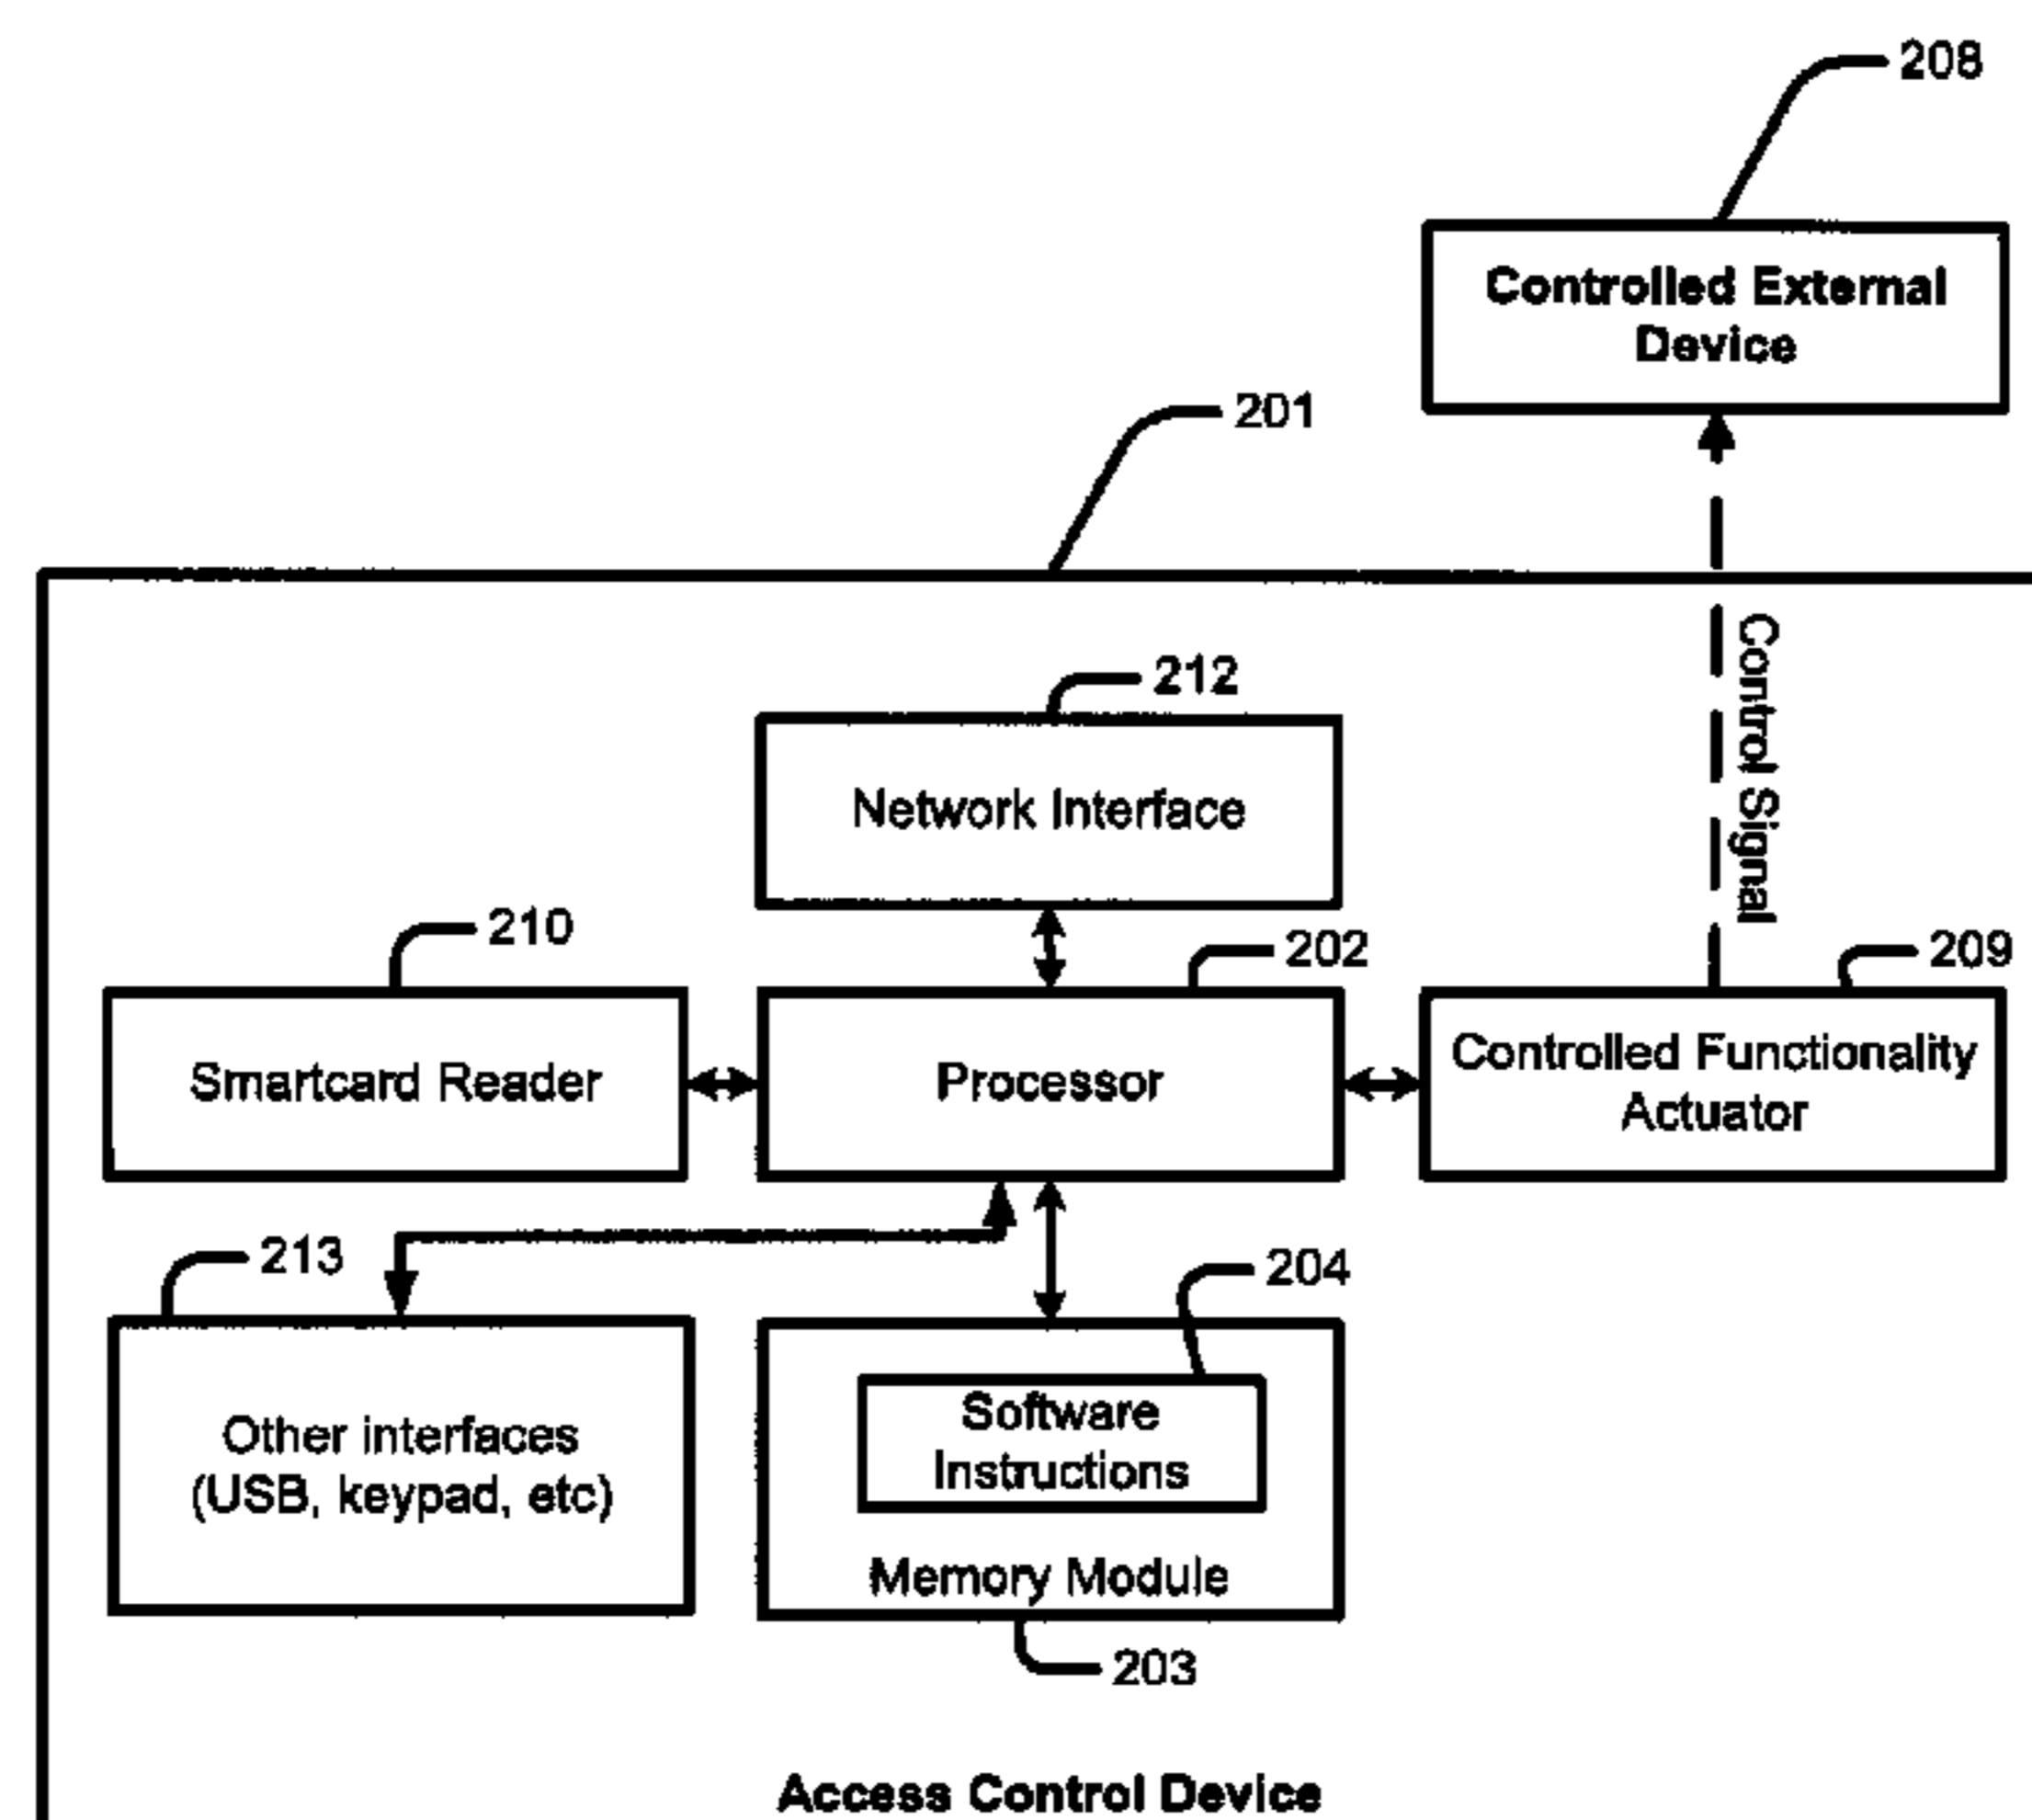 208
Controlled External
Device
201
Control Signal
212
Network Interface
210
202
209
Smartcard Reader
Processor
Controlled Functionality
Actuator
213
204
Other interfaces
(USB, keypad, etc)
Software
Instructions
Memory Module
203
Access Control Device